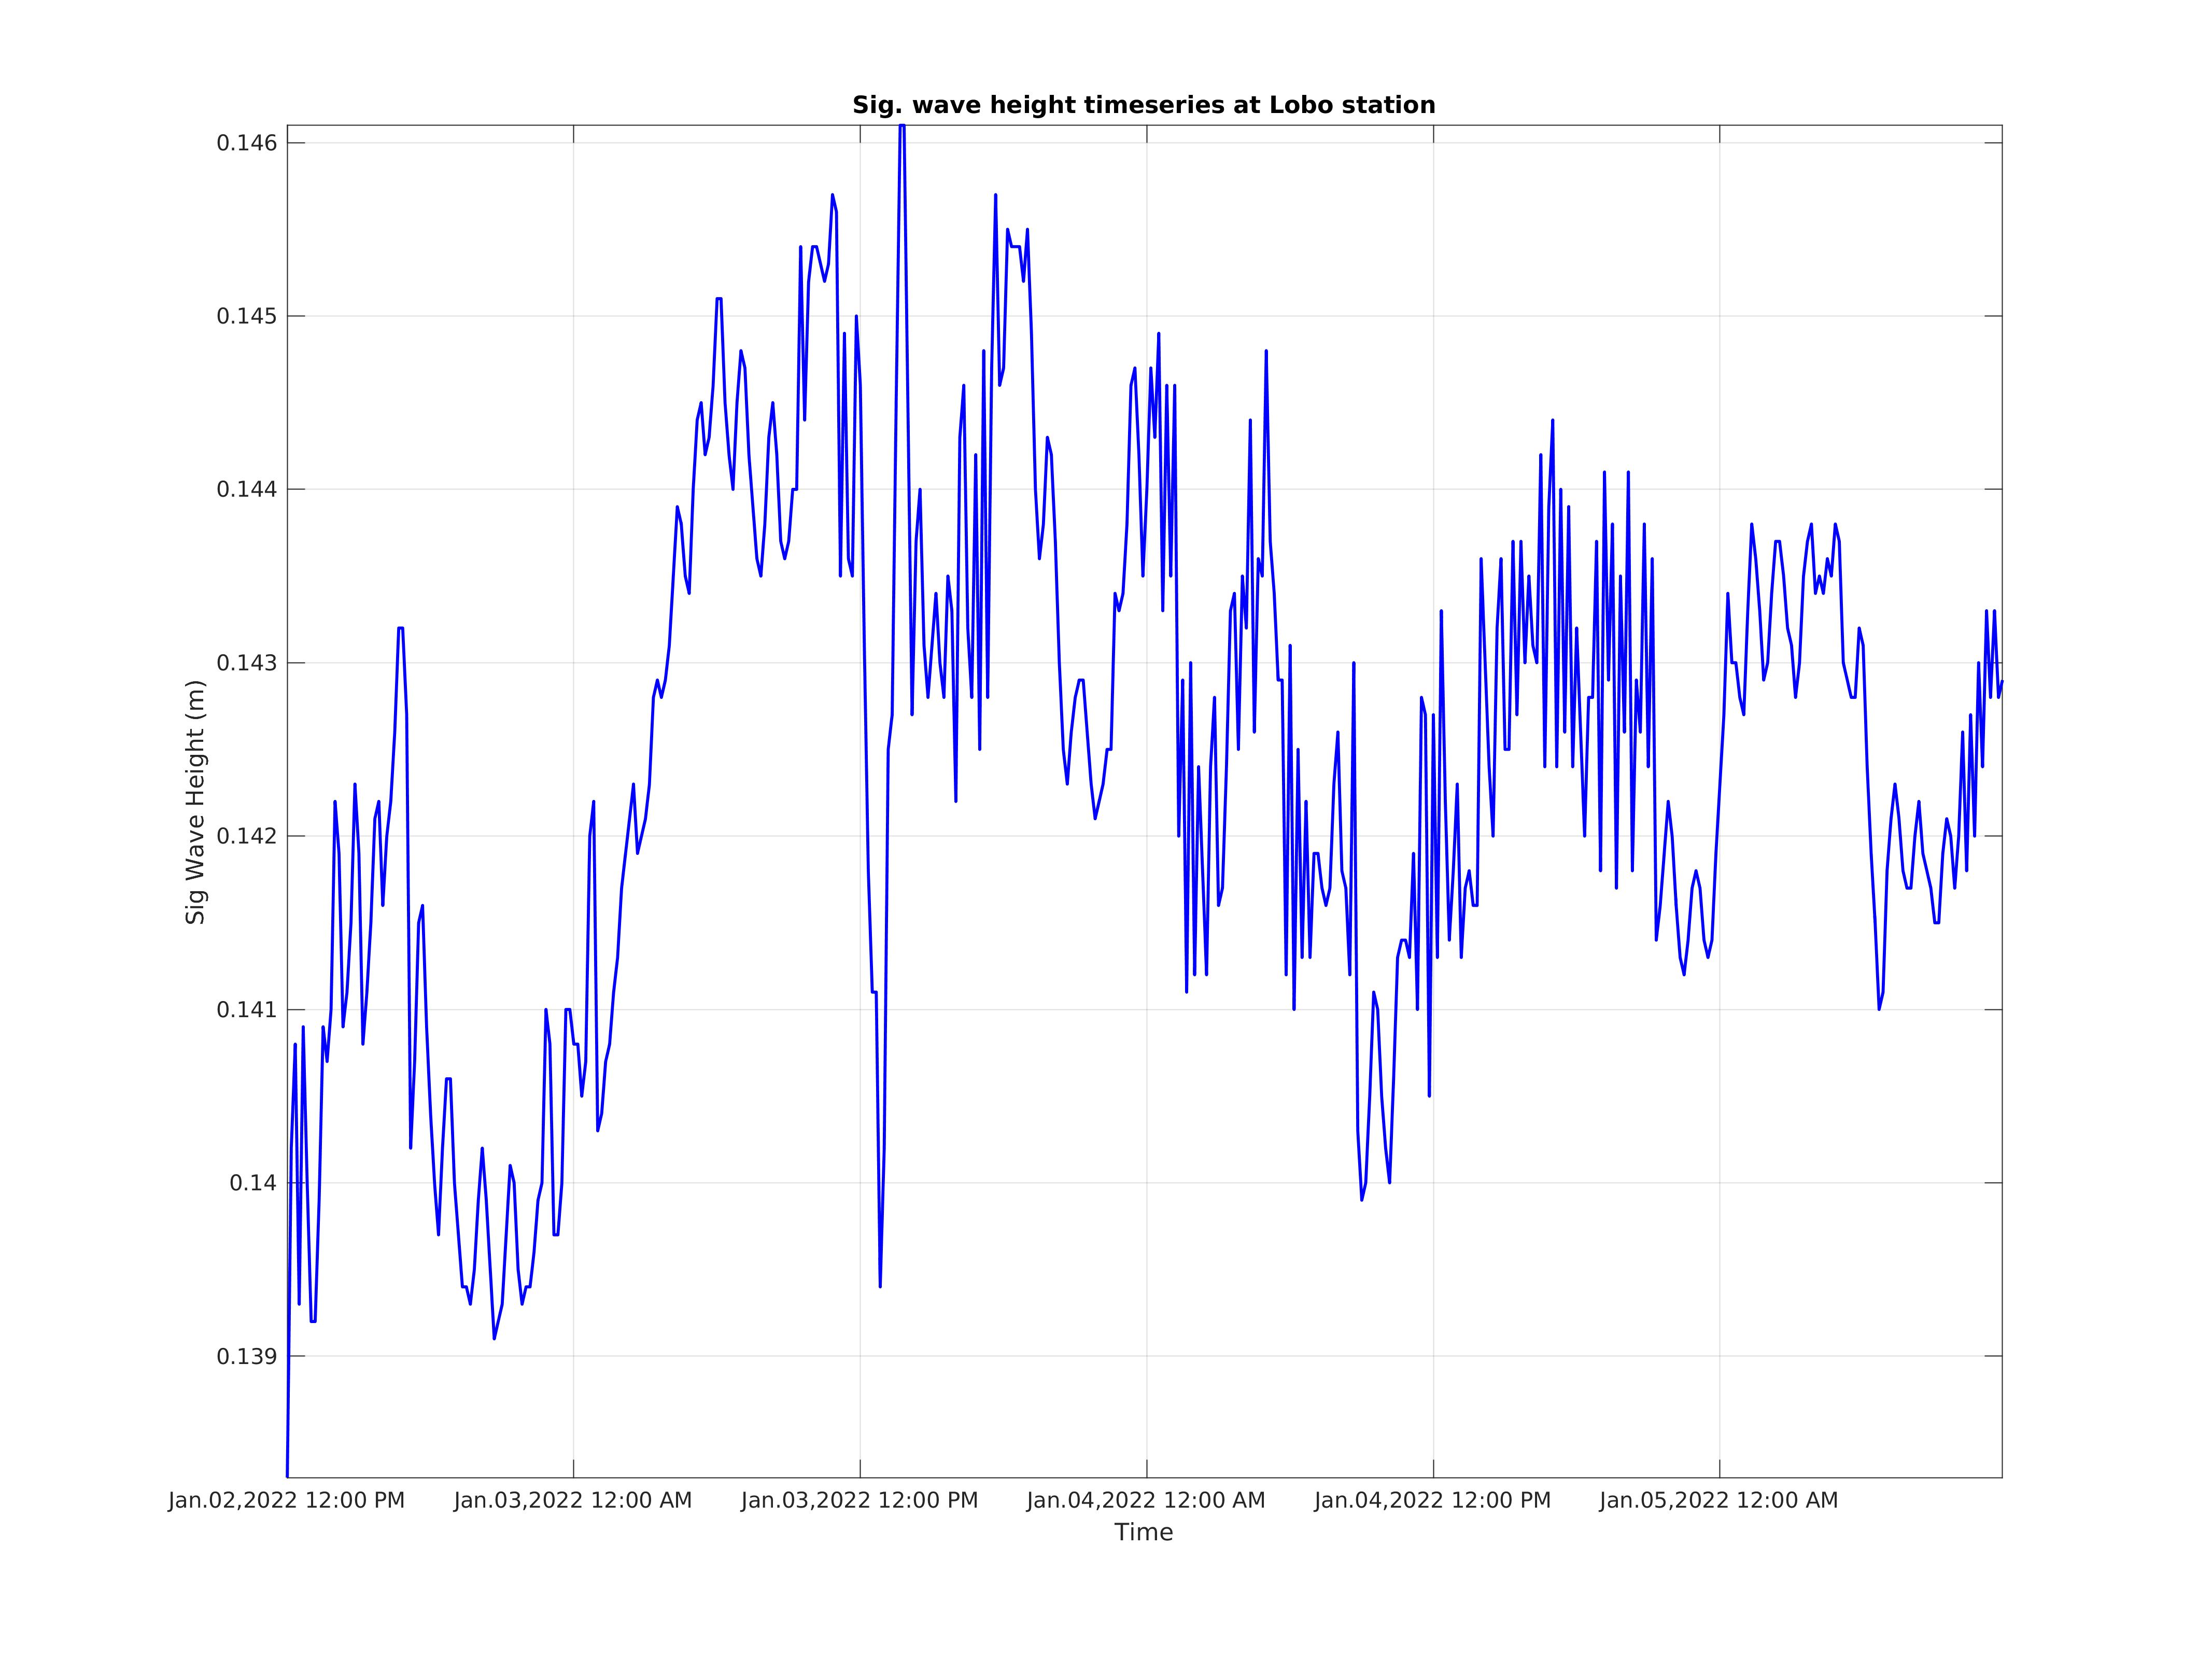 Sig. wave height timeseries at Lobo station
0.146
0.145
0.144
0.143
0.142
0.141
0.14
0.139
Sig Wave Height (m)
Jan.02,2022 12:00 PM Jan.03,2022 12:00 AM Jan.03,2022 12:00 PM Jan.04,2022 12:00 AM Jan.04,2022 12:00 PM Jan.05,2022 12:00 AM
Time